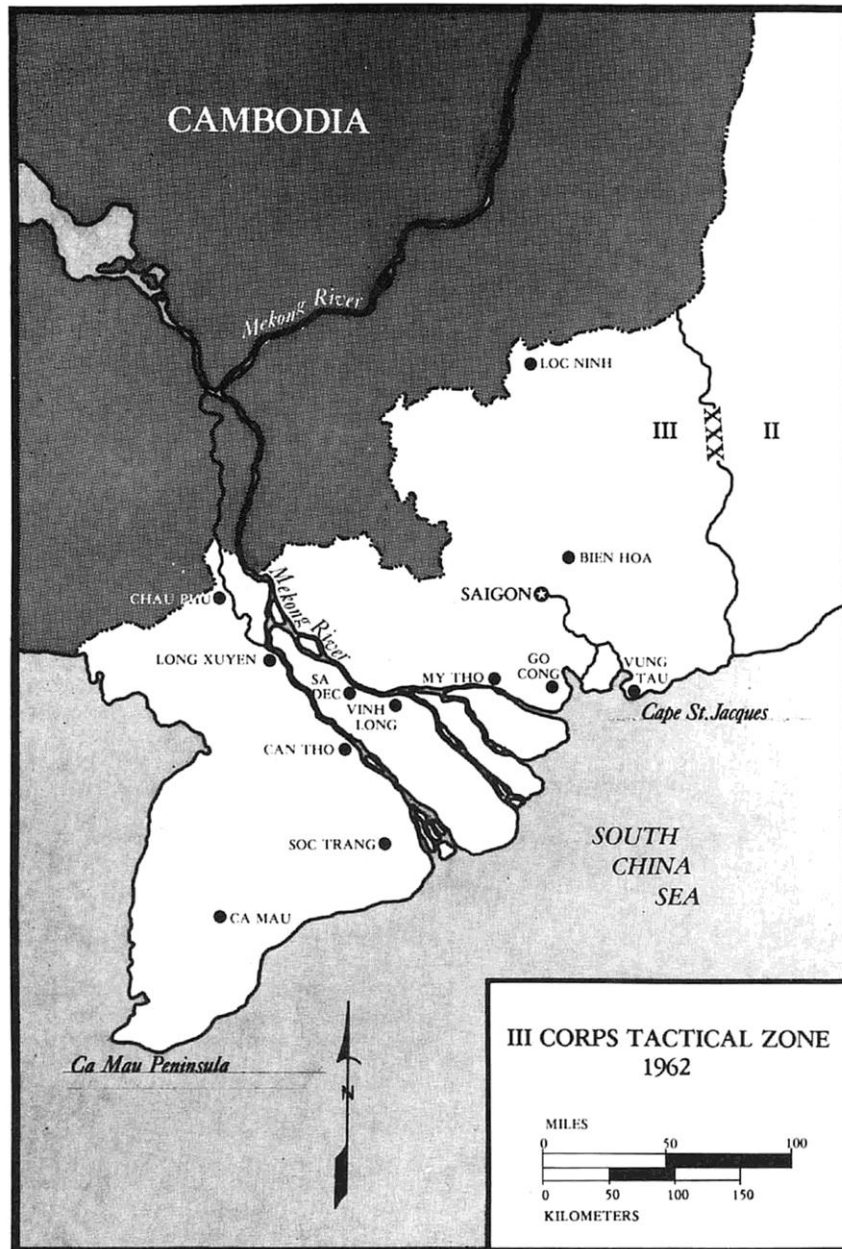 CAMBODIA
Mekong River
LOC NINH
III
XXX
II
BIEN HOA
SAIGON
CHAU PHU
Mekong River
LONG XUYEN
SA
DEC
VINH
LONG
MY THO
GO
CONG
VUNG
TAU
Cape St. Jacques
CAN THO
SOC TRANG
CA MAU
SOUTH
CHINA
SEA
Ca Mau Peninsula
N
III CORPS TACTICAL ZONE
1962
MILES
0 50 100
0 50 100 150
KILOMETERS